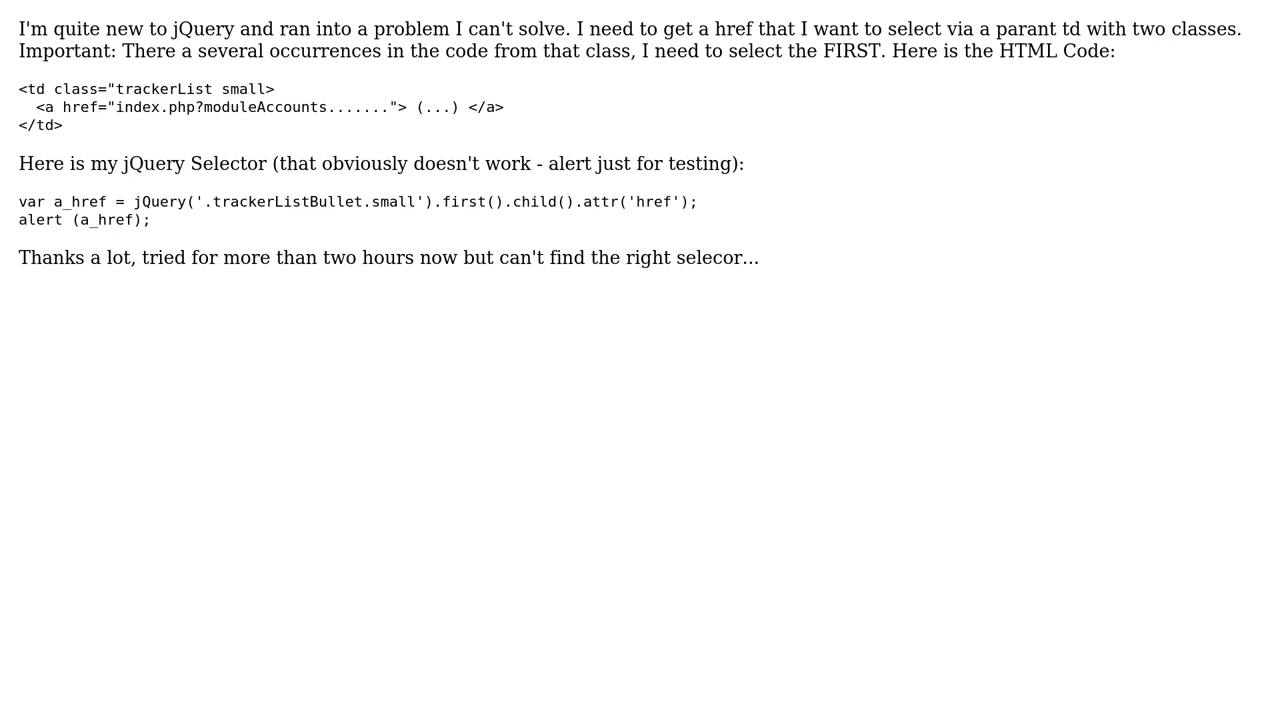 I'm quite new to jQuery and ran into a problem I can't solve. I need to get a href that I want to select via a parant td with two classes.
Important: There a several occurrences in the code from that class, I need to select the FIRST. Here is the HTML Code:
<td class="trackerList small>
  <a href="index.php?moduleAccounts......."> (...) </a>
</td>
Here is my jQuery Selector (that obviously doesn't work - alert just for testing):
var a_href = jQuery('.trackerListBullet.small').first().child().attr('href');
alert (a_href);
Thanks a lot, tried for more than two hours now but can't find the right selecor...